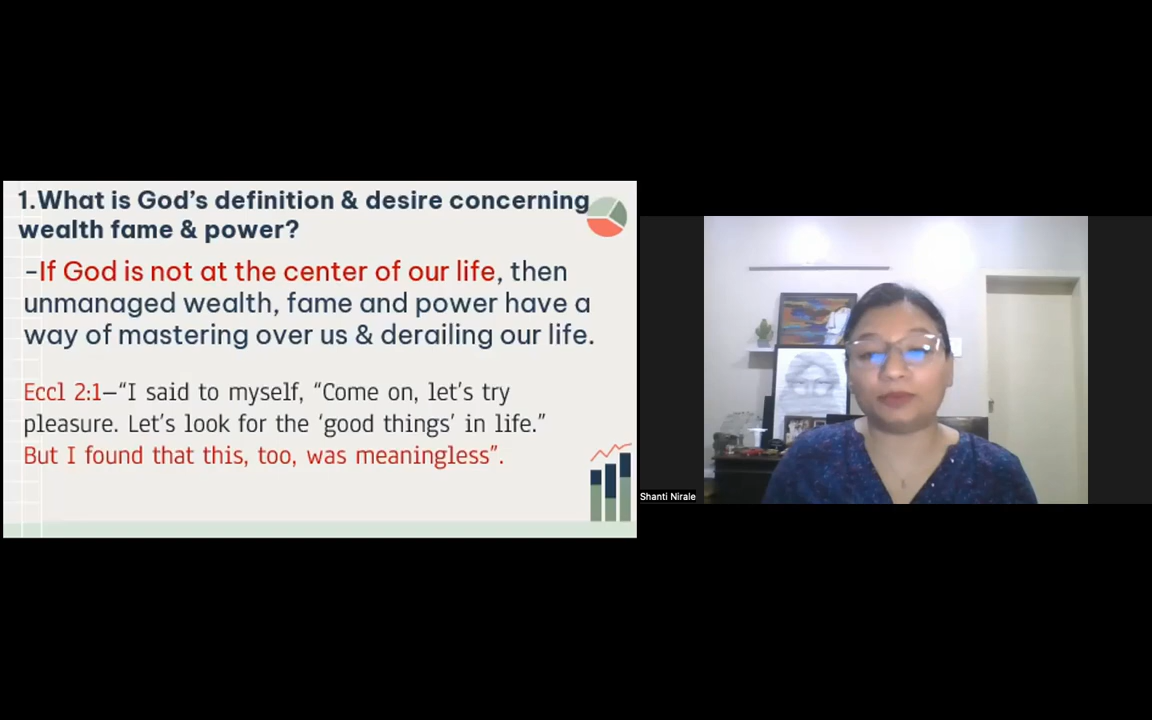 1.What is God’s definition & desire concerning
wealth fame & power?
–If God is not at the center of our life, then
unmanaged wealth, fame and power have a
way of mastering over us & derailing our life.
Eccl 2:1–“I said to myself, “Come on, let’s try
pleasure. Let’s look for the ‘good things’ in life.”
But I found that this, too, was meaningless”.
Shanti Nirale